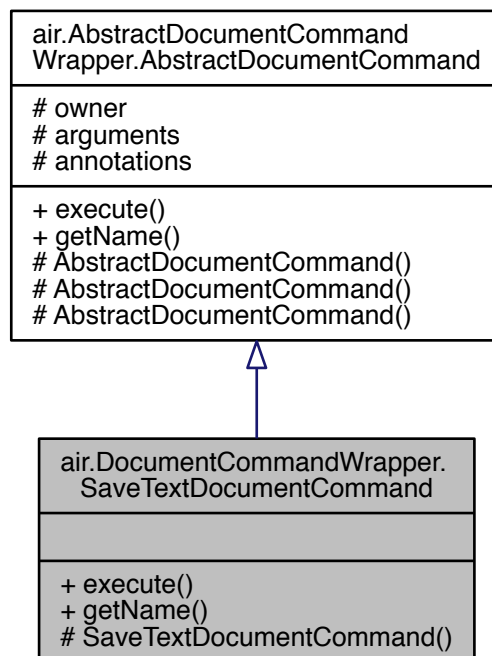 air.AbstractDocumentCommand
Wrapper.AbstractDocumentCommand
# owner
# arguments
# annotations
+ execute()
+ getName()
# AbstractDocumentCommand()
# AbstractDocumentCommand()
# AbstractDocumentCommand()
air.DocumentCommandWrapper.
SaveTextDocumentCommand
+ execute()
+ getName()
# SaveTextDocumentCommand()